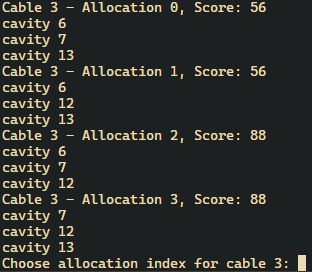 Cable 3 – Allocation 0, Score: 56
cavity 6
cavity 7
cavity 13
Cable 3 – Allocation 1, Score: 56
cavity 6
cavity 12
cavity 13
Cable 3 – Allocation 2, Score: 88
cavity 6
cavity 7
cavity 12
Cable 3 – Allocation 3, Score: 88
cavity 7
cavity 12
cavity 13
Choose allocation index for cable 3: